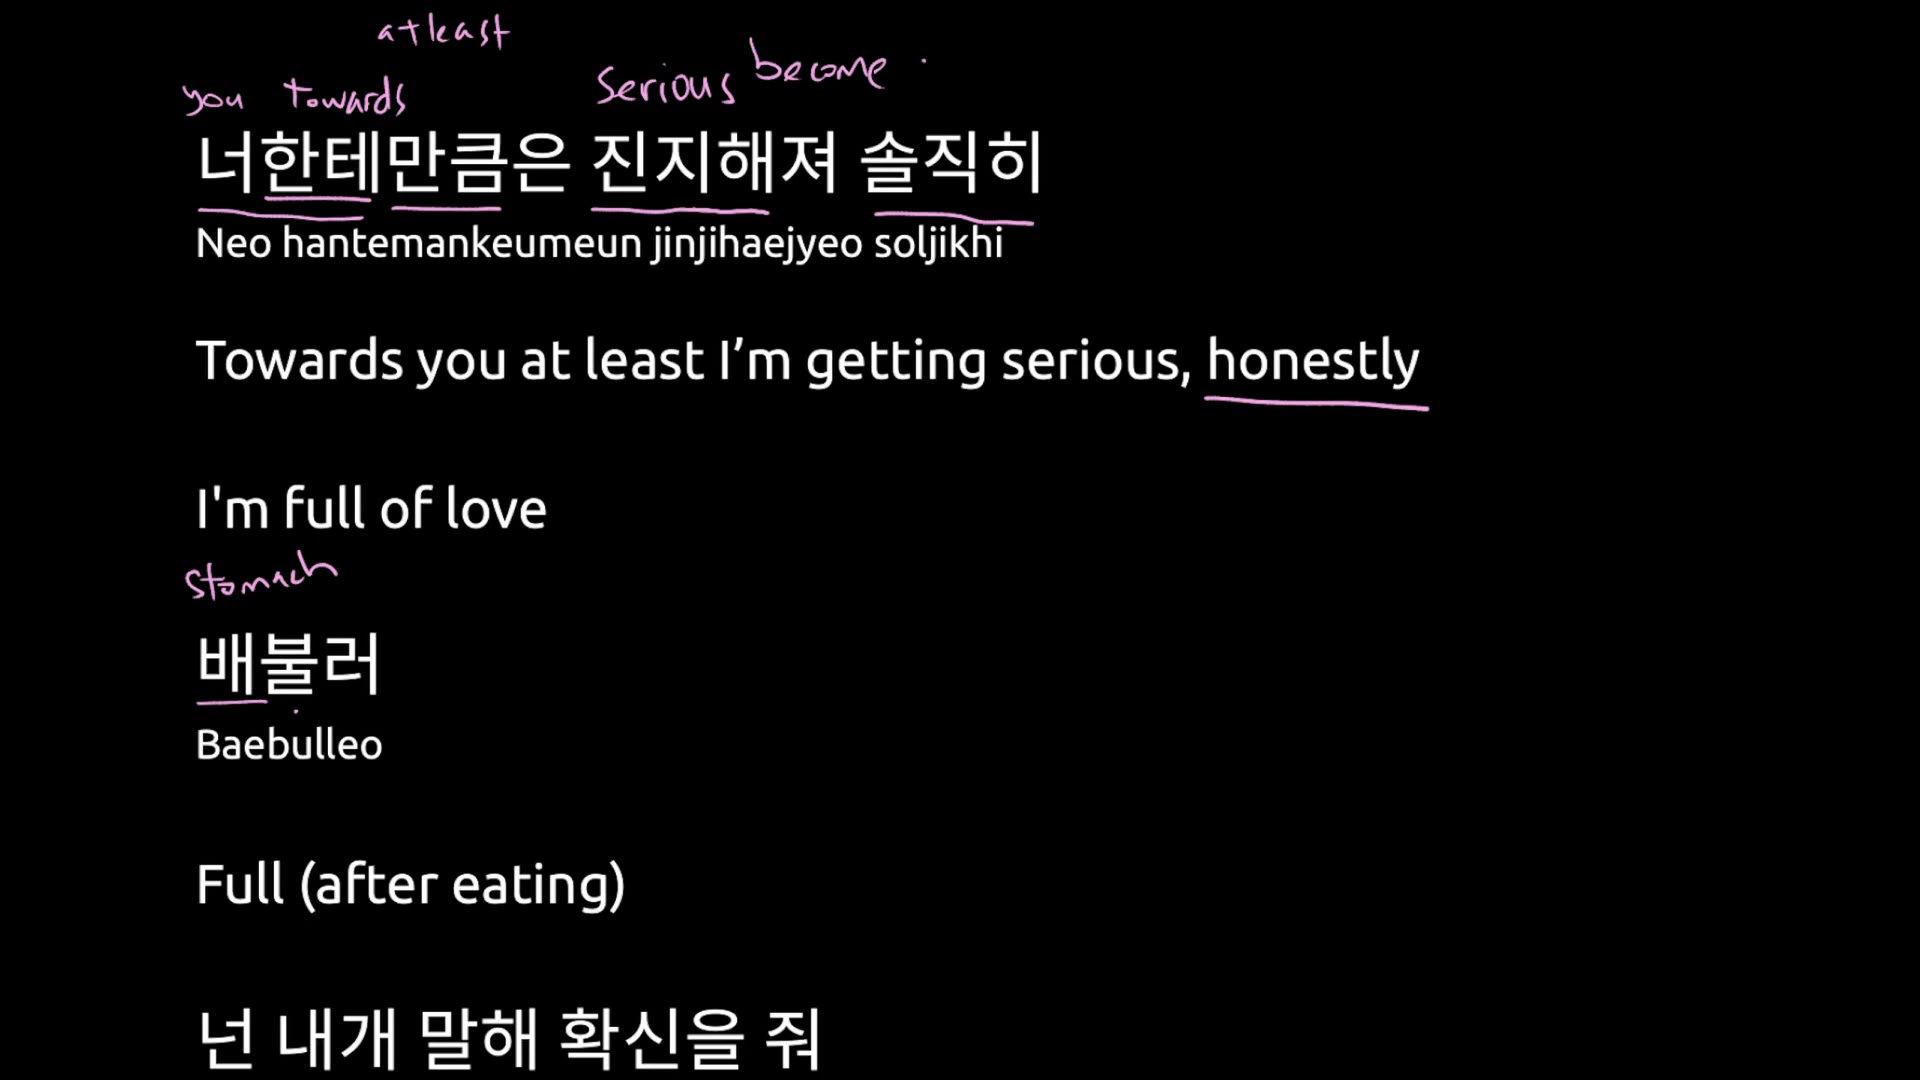 atleast
you towards serious become
너한테만큼은 진지해져 솔직히
Neo hantemankeumeun jinjihaejyeo soljikhi
Towards you at least I’m getting serious, honestly
I'm full of love
stomach
배불러
Baebulleo
Full (after eating)
넌 내개 말해 확신을 줘